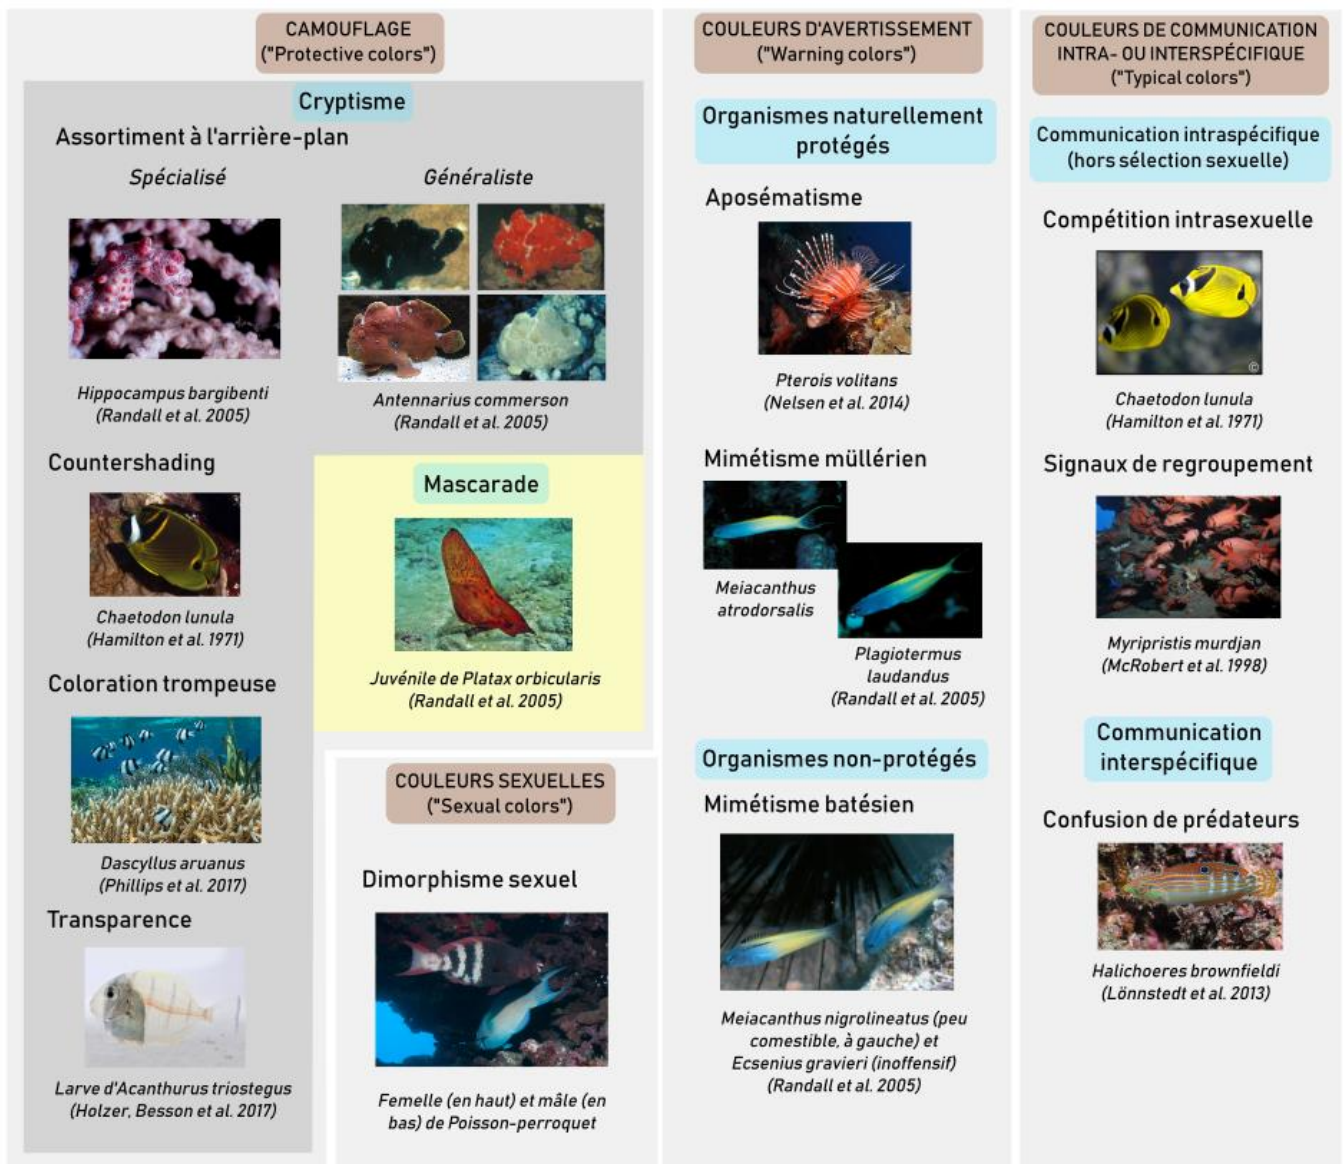 CAMOUFLAGE
("Protective colors")
Cryptisme
Assortiment à l'arrière-plan
Spécialisé
Généraliste
Hippocampus bargibenti
(Randall et al. 2005)
Antennarius commerson
(Randall et al. 2005)
Countershading
Chaetodon lunula
(Hamilton et al. 1971)
Mascarade
Juvénile de Platax orbicularis
(Randall et al. 2005)
Coloration trompeuse
Dascyllus aruanus
(Phillips et al. 2017)
Transparence
Larve d'Acanthurus triostegus
(Holzer, Besson et al. 2017)
COULEURS SEXUELLES
("Sexual colors")
Dimorphisme sexuel
Femelle (en haut) et mâle (en
bas) de Poisson-perroquet
COULEURS D'AVERTISSEMENT
("Warning colors")
Organismes naturellement
protégés
Aposématisme
Pterois volitans
(Nelsen et al. 2014)
Mimétisme müllérien
Meiacanthus
atrodorsalis
Plagiotermus
laudandus
(Randall et al. 2005)
Organismes non-protégés
Mimétisme batésien
Meiacanthus nigrolineatus (peu
comestible, à gauche) et
Ecsenius gravieri (inoffensif)
(Randall et al. 2005)
COULEURS DE COMMUNICATION
INTRA- OU INTERSPÉCIFIQUE
("Typical colors")
Communication intraspécifique
(hors sélection sexuelle)
Compétition intrasexuelle
©
Chaetodon lunula
(Hamilton et al. 1971)
Signaux de regroupement
Myripristis murdjan
(McRobert et al. 1998)
Communication
interspécifique
Confusion de prédateurs
Halichoeres brownfieldi
(Lönnstedt et al. 2013)